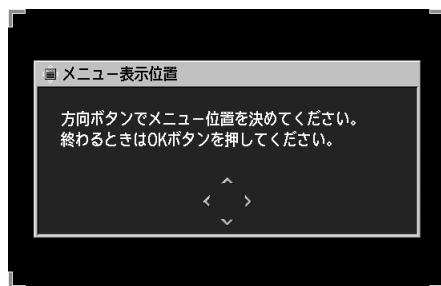 メニュー表示位置
方向ボタンでメニュー位置を決めてください。
終わるときはOKボタンを押してください。